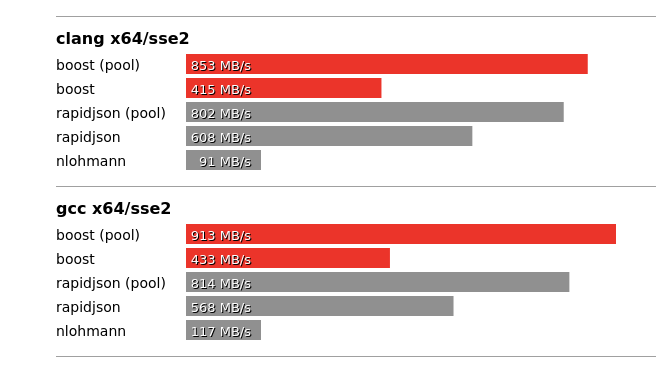 clang x64/sse2
boost (pool) 853 MB/s
boost 415 MB/s
rapidjson (pool) 802 MB/s
rapidjson 608 MB/s
nlohmann 91 MB/s
gcc x64/sse2
boost (pool) 913 MB/s
boost 433 MB/s
rapidjson (pool) 814 MB/s
rapidjson 568 MB/s
nlohmann 117 MB/s